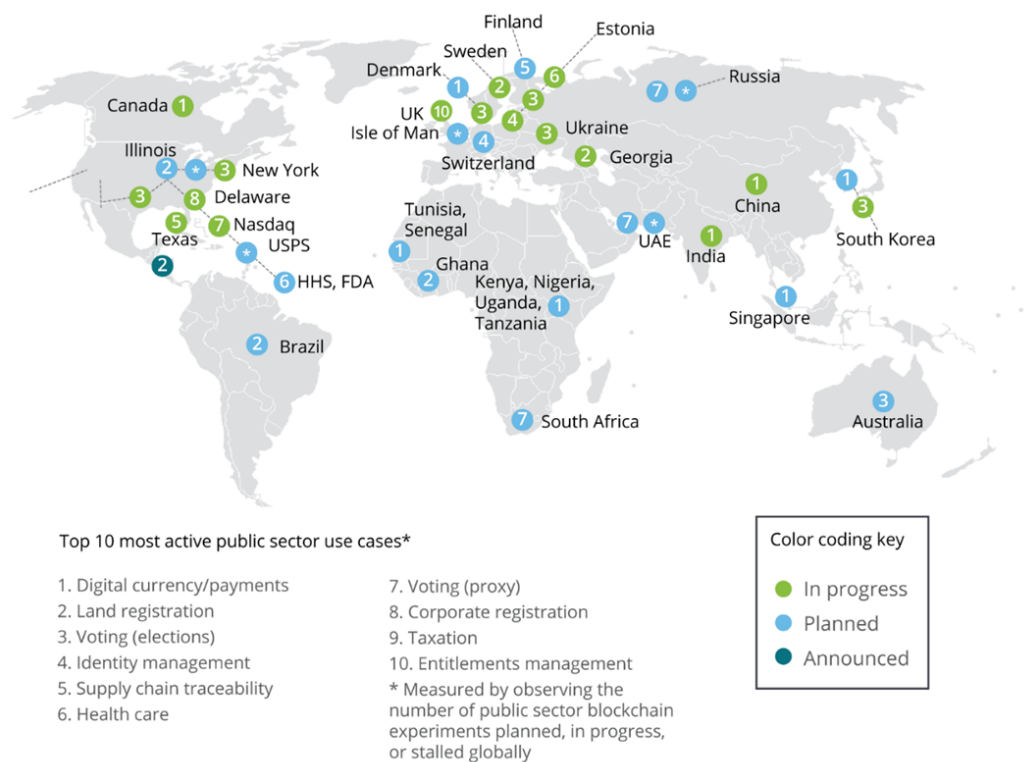 Finland
Estonia
Sweden
5
6
Denmark
1
2
3
7
*
Russia
Canada
1
UK
10
3
4
Isle of Man
*
4
3
Ukraine
Switzerland
2
Georgia
Illinois
2
*
3
New York
3
8
Delaware
5
7
Nasdaq
Texas
USPS
*
2
6
HHS, FDA
Tunisia,
Senegal
1
Ghana
2
Kenya, Nigeria,
Uganda,
Tanzania
1
7
*
UAE
1
China
1
India
1
3
South Korea
1
Singapore
2
Brazil
7
South Africa
3
Australia
Top 10 most active public sector use cases*
1. Digital currency/payments
2. Land registration
3. Voting (elections)
4. Identity management
5. Supply chain traceability
6. Health care
7. Voting (proxy)
8. Corporate registration
9. Taxation
10. Entitlements management
* Measured by observing the
number of public sector blockchain
experiments planned, in progress,
or stalled globally
Color coding key
In progress
Planned
Announced